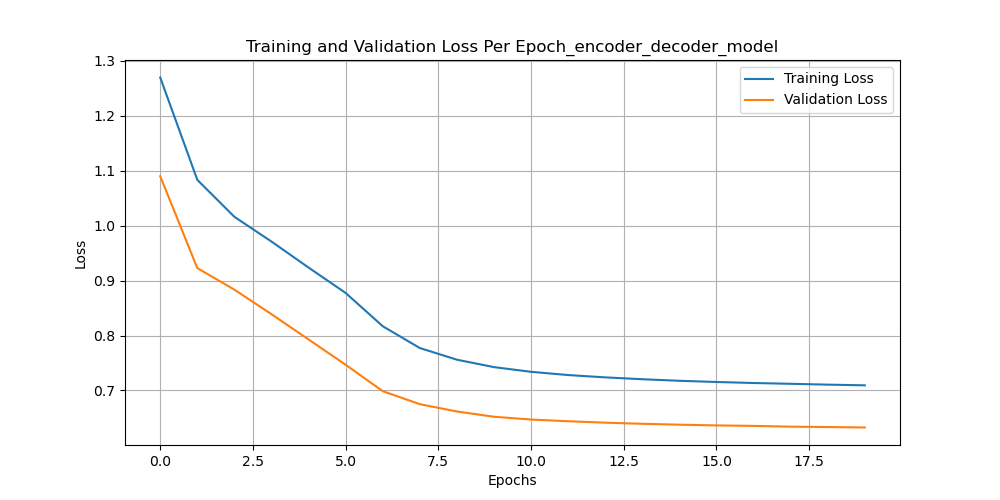 Training and Validation Loss Per Epoch_encoder_decoder_model
Training Loss
Validation Loss
Loss
1.3
1.2
1.1
1.0
0.9
0.8
0.7
0.0 2.5 5.0 7.5 10.0 12.5 15.0 17.5
Epochs